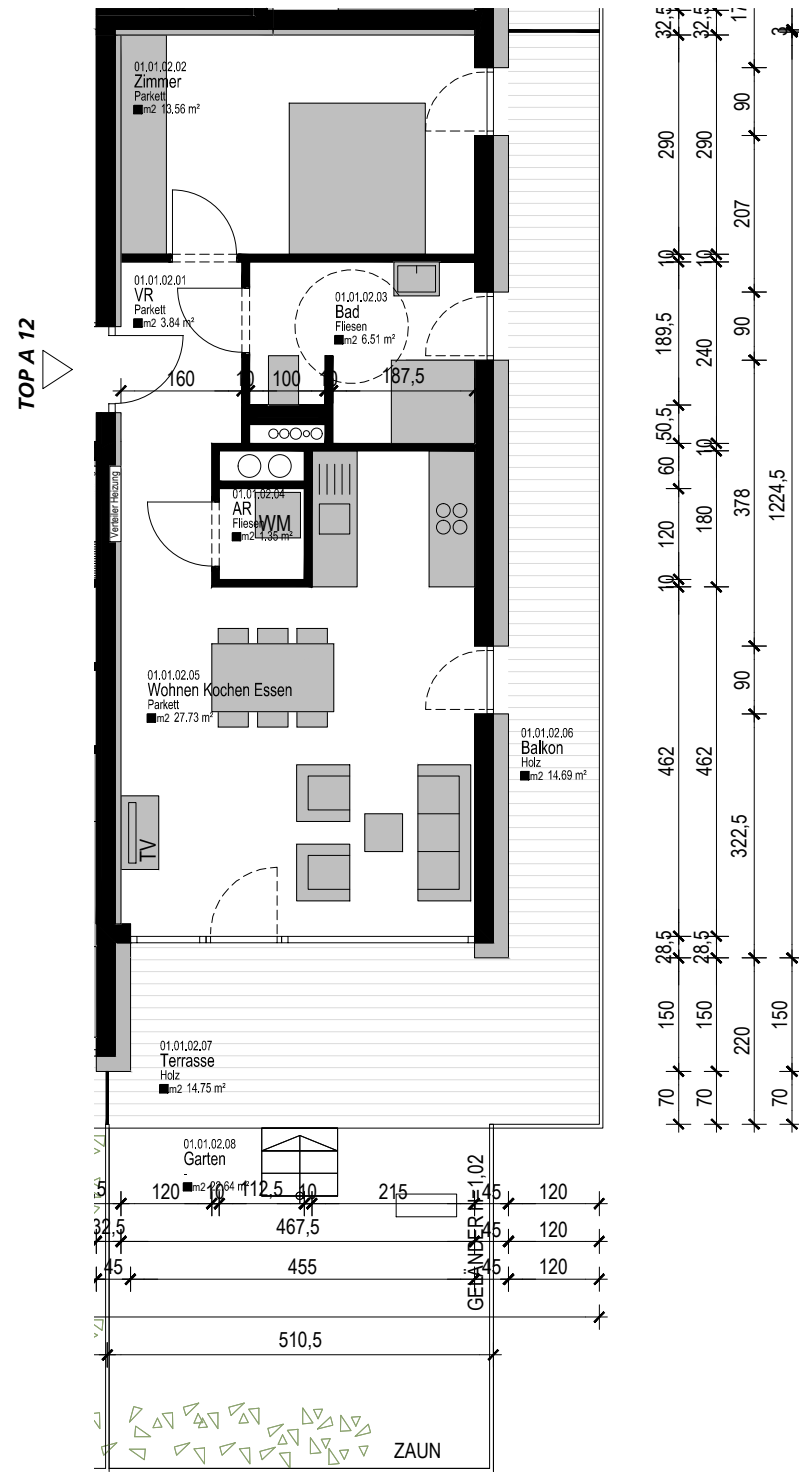 TOP A 12
01.01.02.02
Zimmer
Parkett
m2 13.56 m²
01.01.02.01
VR
Parkett
m2 3.84 m²
01.01.02.03
Bad
Fliesen
m2 6.51 m²
160 10 100 10 187,5
Verteiler Heizung
01.01.02.04
AR
Fliesen
m2 1.35 m²
WM
01.01.02.05
Wohnen Kochen Essen
Parkett
m2 27.73 m²
TV
01.01.02.06
Balkon
Holz
m2 14.69 m²
01.01.02.07
Terrasse
Holz
m2 14.75 m²
01.01.02.08
Garten
-
120 10 112,5 10 215 45 120
32,5 467,5 45 120
45 455 45 120
510,5
GELÄNDER H=1,02
ZAUN
32,5 290 10 189,5 50,5 60 120 10 462 28,5 150 70
32,5 290 10 240 10 180 462 28,5 150 70
17 90 207 90 378 90 322,5 220
1224,5 150 70